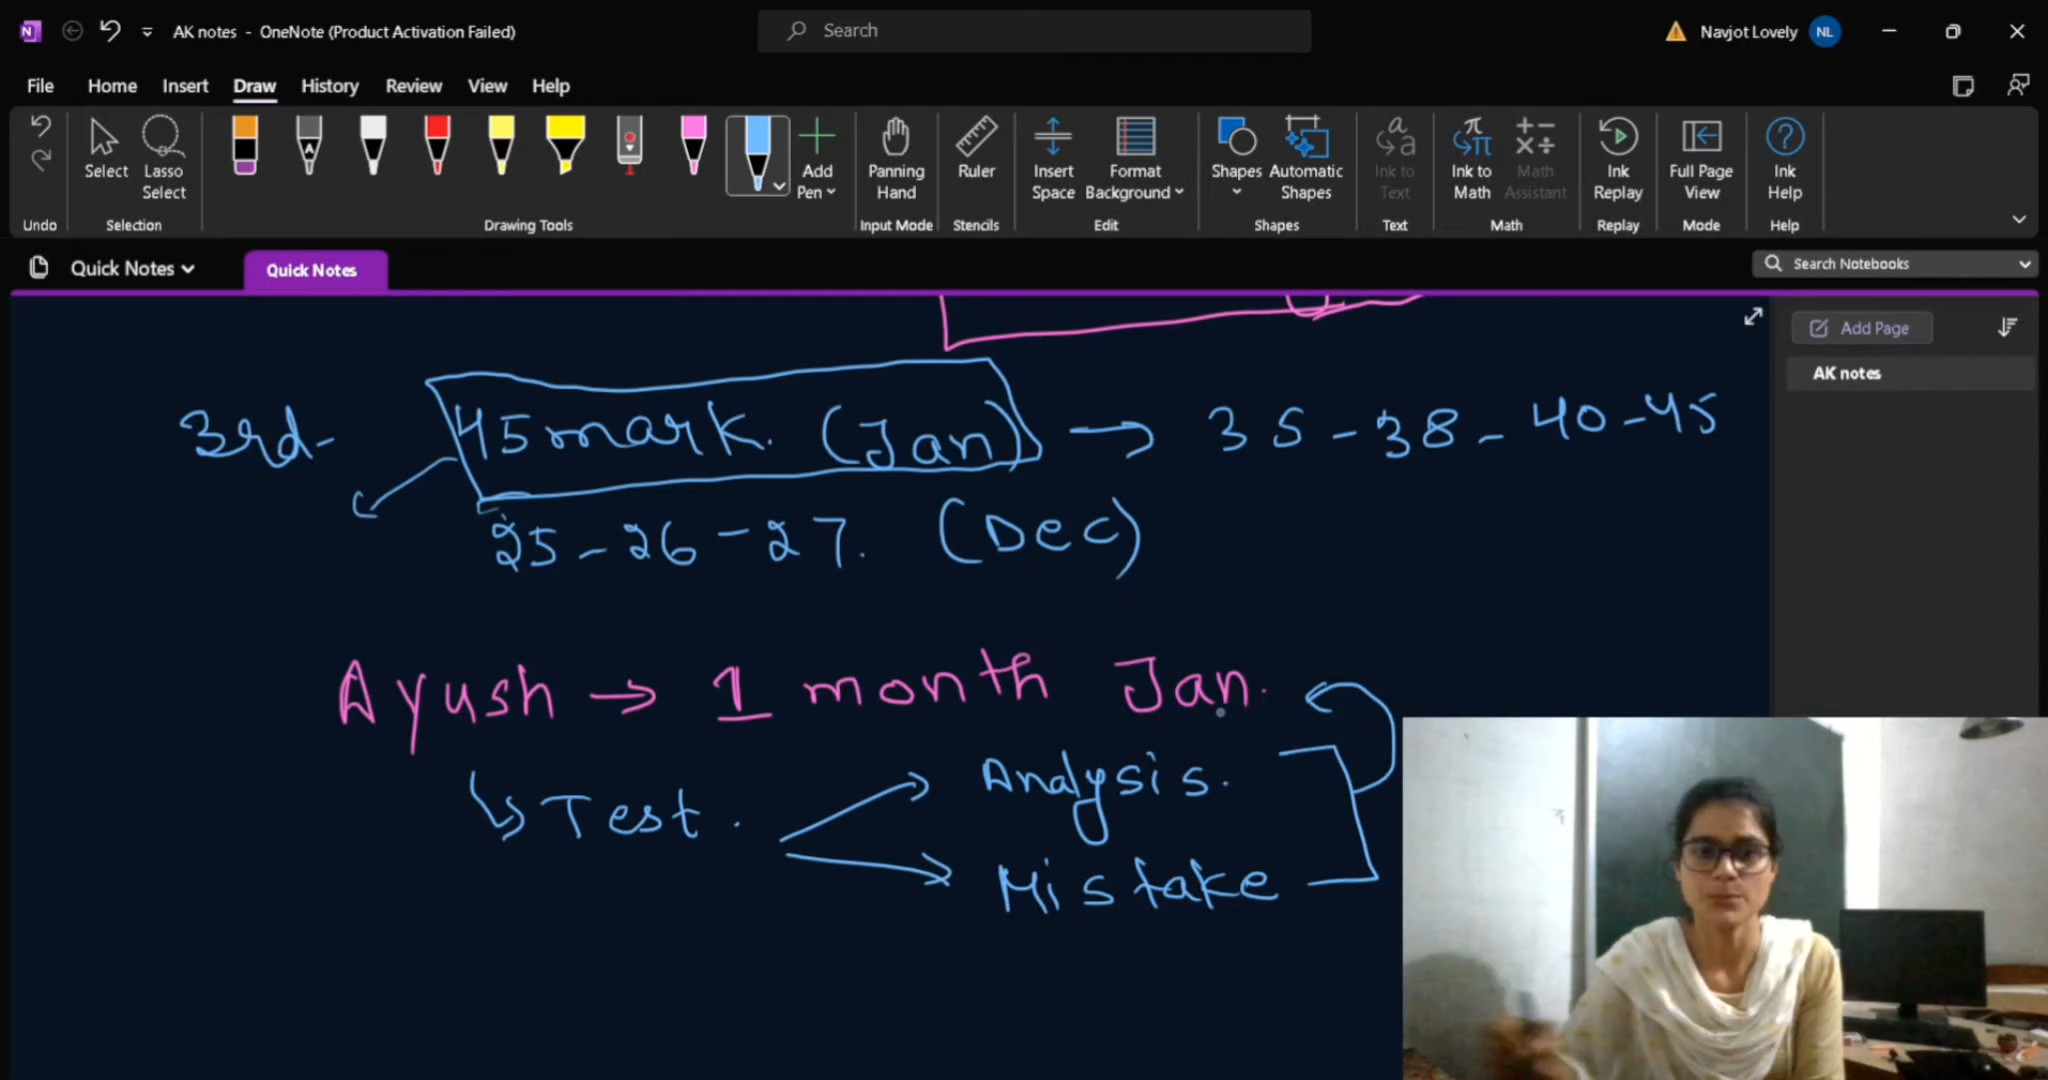 AK notes - OneNote (Product Activation Failed)
Search
Navjot Lovely NL
File Home Insert Draw History Review View Help
Select
Lasso Select
Add Pen
Panning Hand
Ruler
Insert Space
Format Background
Shapes
Automatic Shapes
Ink to Text
Ink to Math
Math Assistant
Ink Replay
Full Page View
Ink Help
Undo Selection Drawing Tools Input Mode Stencils Edit Shapes Text Math Replay Mode Help
Quick Notes Quick Notes Search Notebooks
Add Page
AK notes
3rd- 45 mark. (Jan) → 35 - 38 - 40 - 45
25 - 26 - 27. (Dec)
Ayush → 1 month Jan.
Test.
Analysis.
Mistake